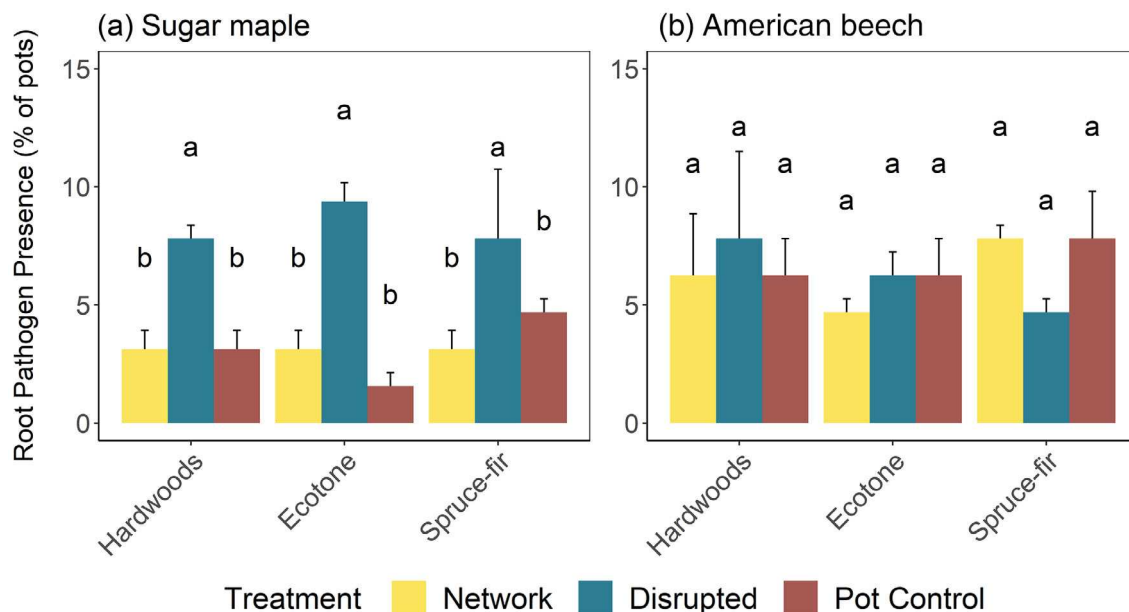 (a) Sugar maple
(b) American beech
Root Pathogen Presence (% of pots)
15
10
5
0
b
a
b
b
a
b
b
a
b
Hardwoods
Ecotone
Spruce-fir
15
10
5
0
a
a
a
a
a
a
a
a
a
Hardwoods
Ecotone
Spruce-fir
Treatment Network Disrupted Pot Control